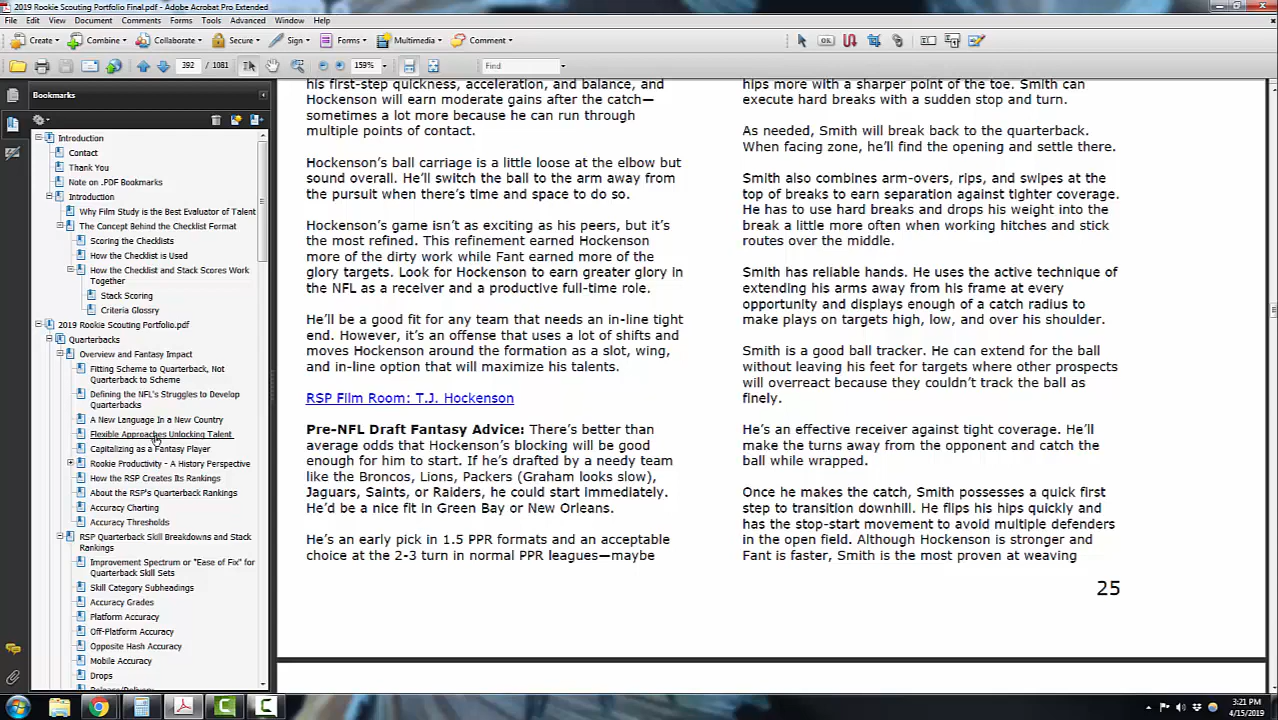 2019 Rookie Scouting Portfolio Final.pdf - Adobe Acrobat Pro Extended
File Edit View Document Comments Forms Tools Advanced Window Help
Create Combine Collaborate Secure Sign Forms Multimedia Comment
392 / 1081 159% Find
Bookmarks
Introduction
Contact
Thank You
Note on .PDF Bookmarks
Introduction
Why Film Study is the Best Evaluator of Talent
The Concept Behind the Checklist Format
Scoring the Checklists
How the Checklist is Used
How the Checklist and Stack Scores Work
Together
Stack Scoring
Criteria Glossry
2019 Rookie Scouting Portfolio.pdf
Quarterbacks
Overview and Fantasy Impact
Fitting Scheme to Quarterback, Not
Quarterback to Scheme
Defining the NFL's Struggles to Develop
Quarterbacks
A New Language In a New Country
Flexible Approaches Unlocking Talent
Capitalizing as a Fantasy Player
Rookie Productivity - A History Perspective
How the RSP Creates Its Rankings
About the RSP's Quarterback Rankings
Accuracy Charting
Accuracy Thresholds
RSP Quarterback Skill Breakdowns and Stack
Rankings
Improvement Spectrum or "Ease of Fix" for
Quarterback Skill Sets
Skill Category Subheadings
Accuracy Grades
Platform Accuracy
Off-Platform Accuracy
Opposite Hash Accuracy
Mobile Accuracy
Drops
Release/Delivery
his first-step quickness, acceleration, and balance, and
Hockenson will earn moderate gains after the catch—
sometimes a lot more because he can run through
multiple points of contact.
Hockenson's ball carriage is a little loose at the elbow but
sound overall. He'll switch the ball to the arm away from
the pursuit when there's time and space to do so.
Hockenson's game isn't as exciting as his peers, but it's
the most refined. This refinement earned Hockenson
more of the dirty work while Fant earned more of the
glory targets. Look for Hockenson to earn greater glory in
the NFL as a receiver and a productive full-time role.
He'll be a good fit for any team that needs an in-line tight
end. However, it's an offense that uses a lot of shifts and
moves Hockenson around the formation as a slot, wing,
and in-line option that will maximize his talents.
RSP Film Room: T.J. Hockenson
Pre-NFL Draft Fantasy Advice: There's better than
average odds that Hockenson's blocking will be good
enough for him to start. If he's drafted by a needy team
like the Broncos, Lions, Packers (Graham looks slow),
Jaguars, Saints, or Raiders, he could start immediately.
He'd be a nice fit in Green Bay or New Orleans.
He's an early pick in 1.5 PPR formats and an acceptable
choice at the 2-3 turn in normal PPR leagues—maybe
hips more with a sharper point of the toe. Smith can
execute hard breaks with a sudden stop and turn.
As needed, Smith will break back to the quarterback.
When facing zone, he'll find the opening and settle there.
Smith also combines arm-overs, rips, and swipes at the
top of breaks to earn separation against tighter coverage.
He has to use hard breaks and drops his weight into the
break a little more often when working hitches and stick
routes over the middle.
Smith has reliable hands. He uses the active technique of
extending his arms away from his frame at every
opportunity and displays enough of a catch radius to
make plays on targets high, low, and over his shoulder.
Smith is a good ball tracker. He can extend for the ball
without leaving his feet for targets where other prospects
will overreact because they couldn't track the ball as
finely.
He's an effective receiver against tight coverage. He'll
make the turns away from the opponent and catch the
ball while wrapped.
Once he makes the catch, Smith possesses a quick first
step to transition downhill. He flips his hips quickly and
has the stop-start movement to avoid multiple defenders
in the open field. Although Hockenson is stronger and
Fant is faster, Smith is the most proven at weaving
25
3:21 PM
4/15/2019